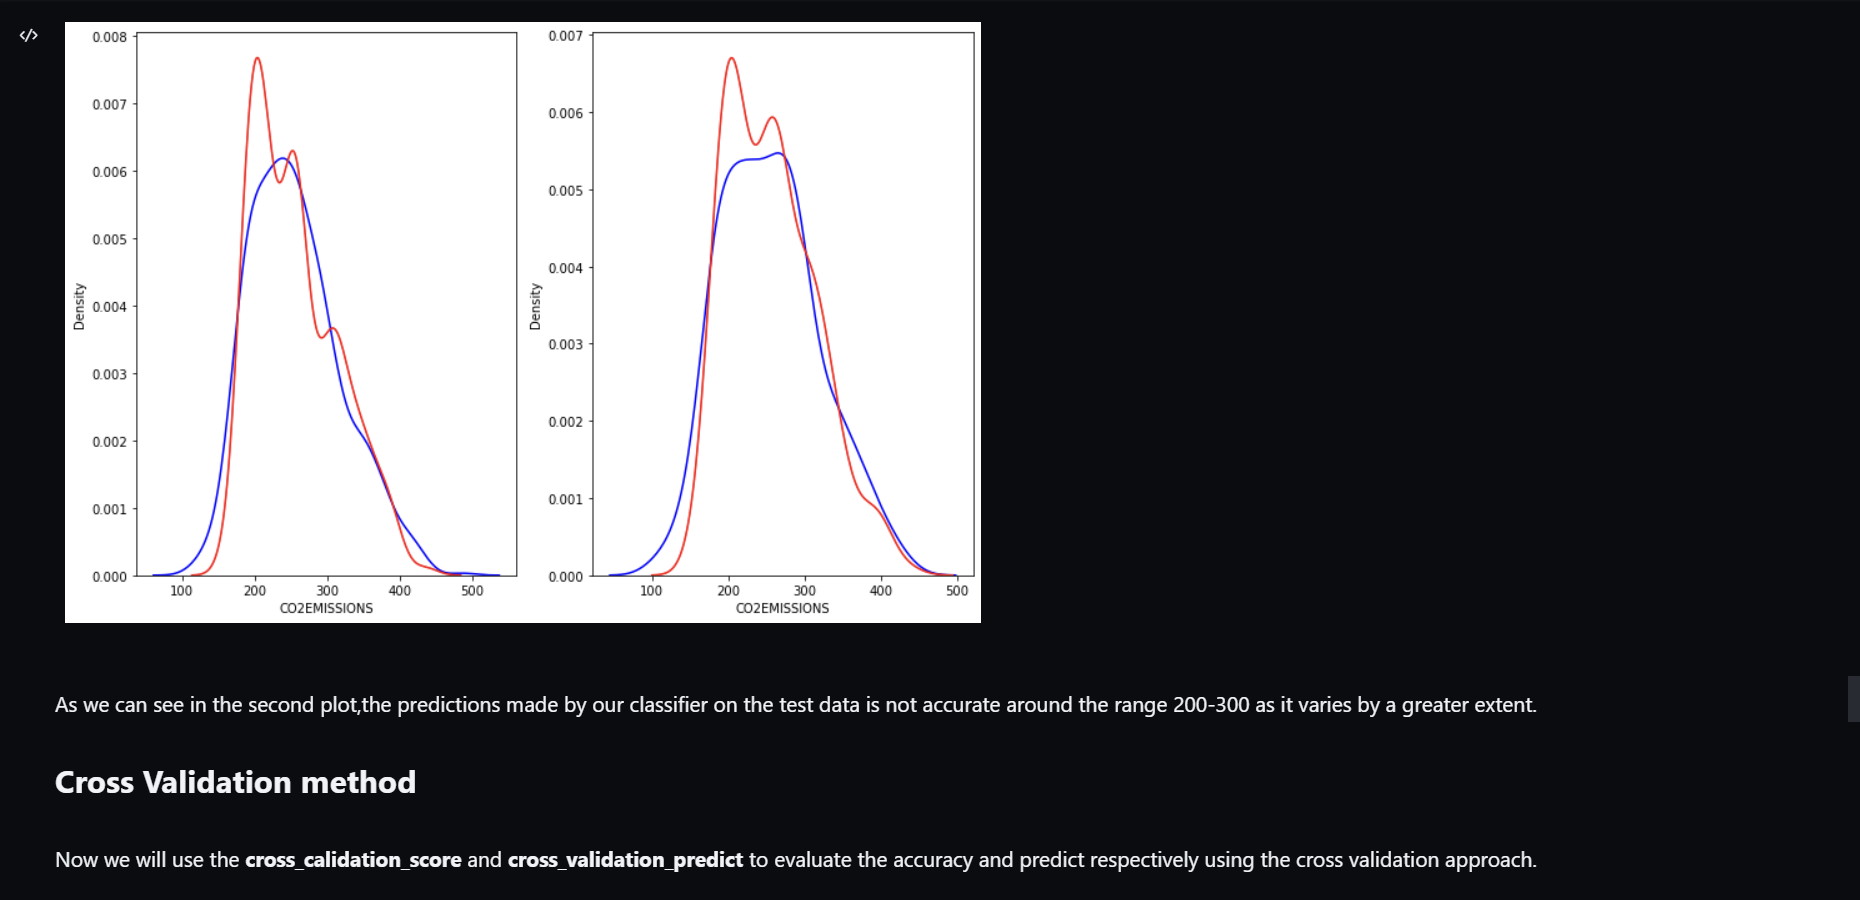 </>
0.008
0.007
0.006
0.005
0.004
0.003
0.002
0.001
0.000
Density
100 200 300 400 500
CO2EMISSIONS
0.007
0.006
0.005
0.004
0.003
0.002
0.001
0.000
Density
100 200 300 400 500
CO2EMISSIONS
As we can see in the second plot,the predictions made by our classifier on the test data is not accurate around the range 200-300 as it varies by a greater extent.
Cross Validation method
Now we will use the cross_calidation_score and cross_validation_predict to evaluate the accuracy and predict respectively using the cross validation approach.